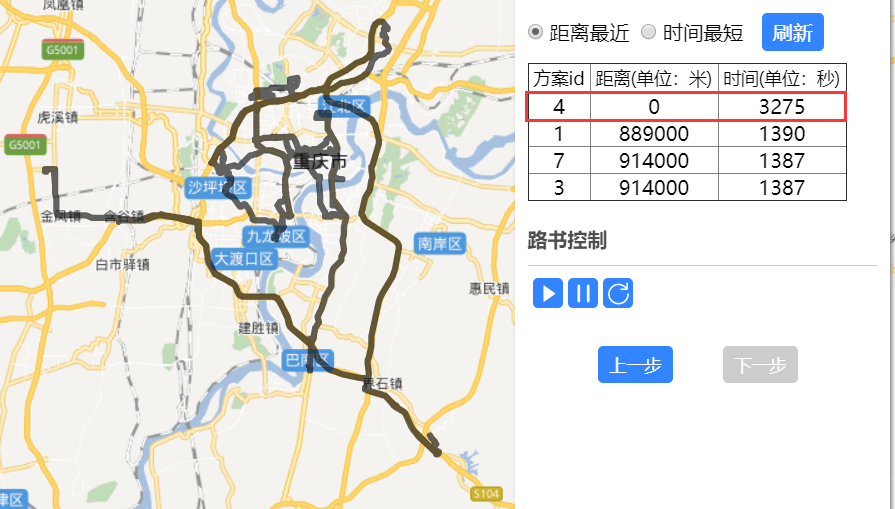 凤凰镇
G5001
虎溪镇
G5001
江北区
重庆市
沙坪坝区
金凤镇
含谷镇
九龙坡区
南岸区
大渡口区
白市驿镇
惠民镇
建胜镇
巴南区
界石镇
S104
津区
距离最近 时间最短 刷新
方案id 距离(单位：米) 时间(单位：秒)
4 0 3275
1 889000 1390
7 914000 1387
3 914000 1387
路书控制
上一步 下一步